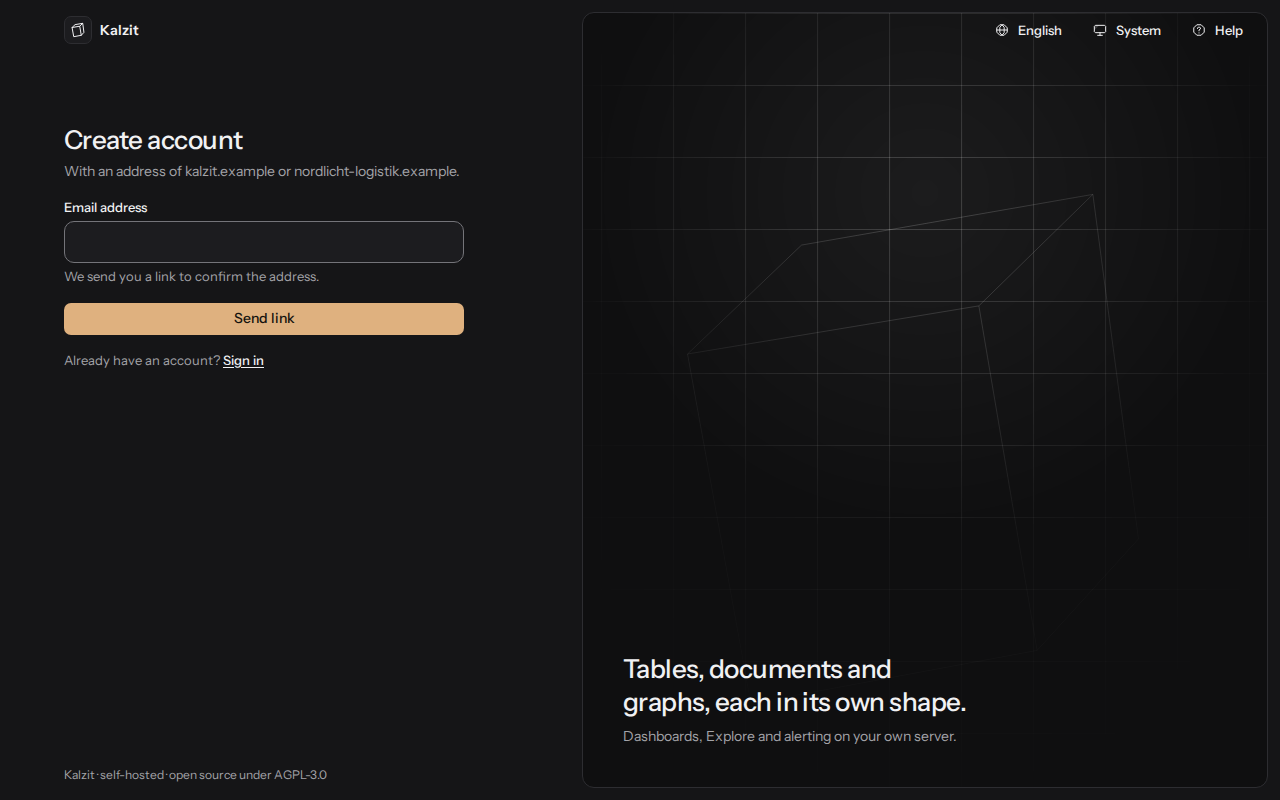 Kalzit
English
System
Help
Create account
With an address of kalzit.example or nordlicht-logistik.example.
Email address
We send you a link to confirm the address.
Send link
Already have an account? Sign in
Tables, documents and
graphs, each in its own shape.
Dashboards, Explore and alerting on your own server.
Kalzit · self-hosted · open source under AGPL-3.0